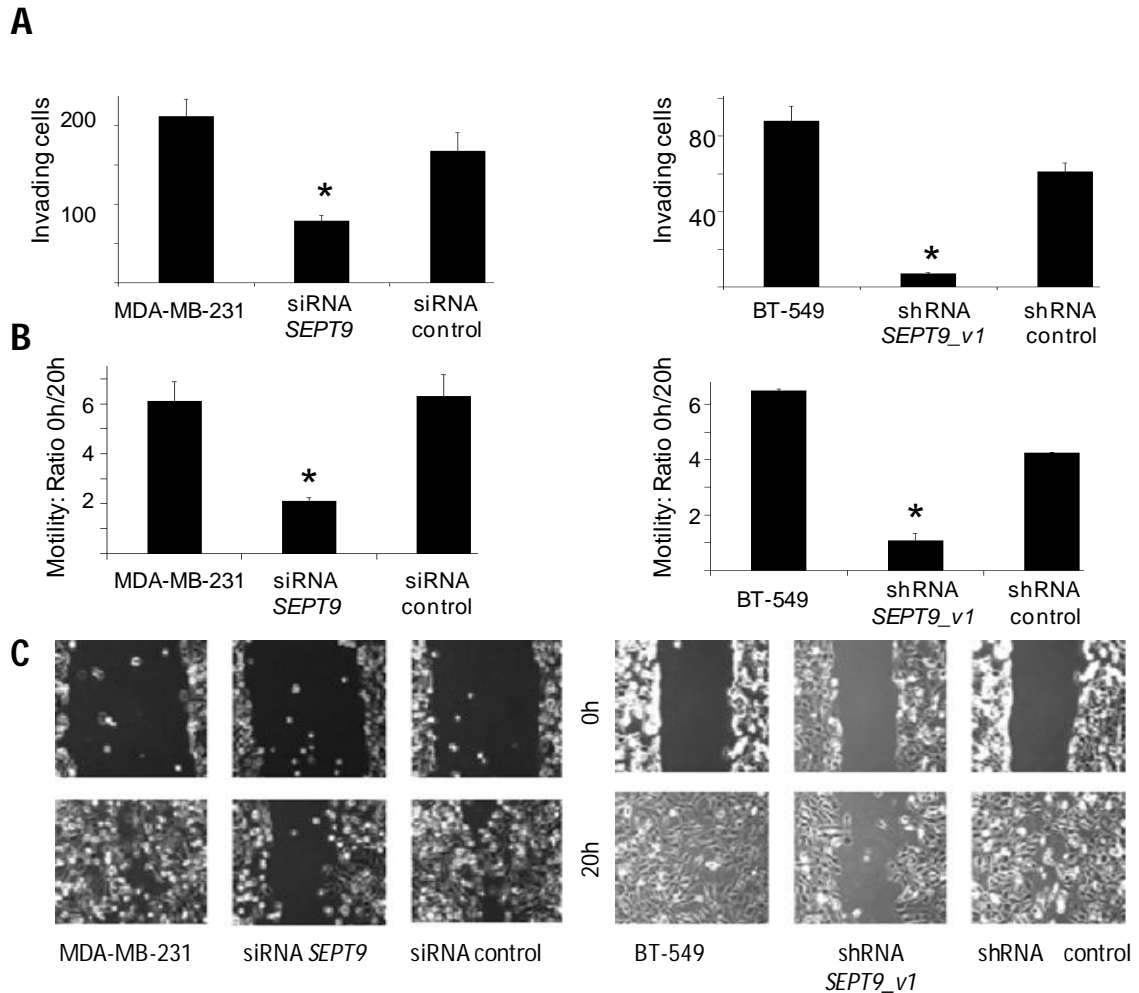 A
Invading cells
200
100
*
MDA-MB-231
siRNA
SEPT9
siRNA
control
Invading cells
80
40
*
BT-549
shRNA
SEPT9_v1
shRNA
control
B
Motility: Ratio 0h/20h
6
4
2
*
MDA-MB-231
siRNA
SEPT9
siRNA
control
Motility: Ratio 0h/20h
6
4
2
*
BT-549
shRNA
SEPT9_v1
shRNA
control
C
0h
20h
MDA-MB-231
siRNA SEPT9
siRNA control
BT-549
shRNA
SEPT9_v1
shRNA control